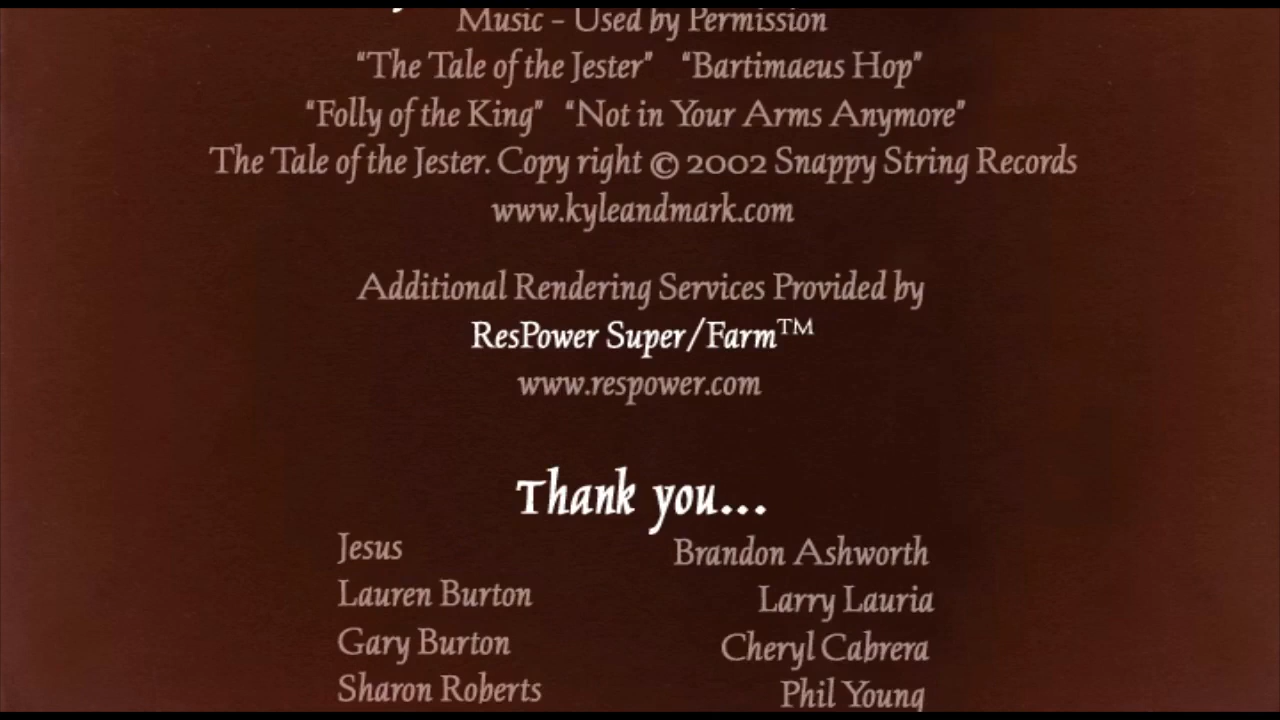 Music - Used by Permission
“The Tale of the Jester” “Bartimaeus Hop”
“Folly of the King” “Not in Your Arms Anymore”
The Tale of the Jester. Copy right © 2002 Snappy String Records
www.kyleandmark.com
Additional Rendering Services Provided by
ResPower Super/Farm™
www.respower.com
Thank you...
Jesus
Lauren Burton
Gary Burton
Sharon Roberts
Brandon Ashworth
Larry Lauria
Cheryl Cabrera
Phil Young